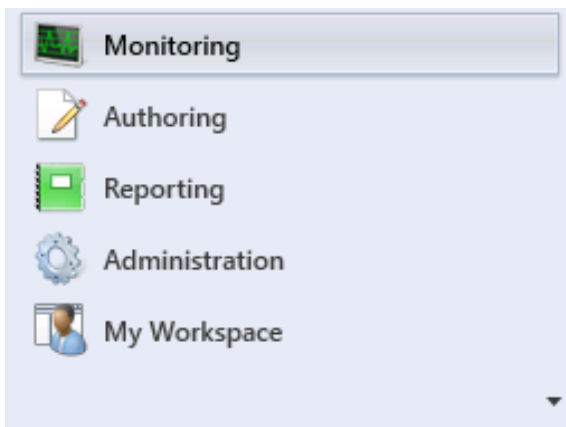 Monitoring
Authoring
Reporting
Administration
My Workspace